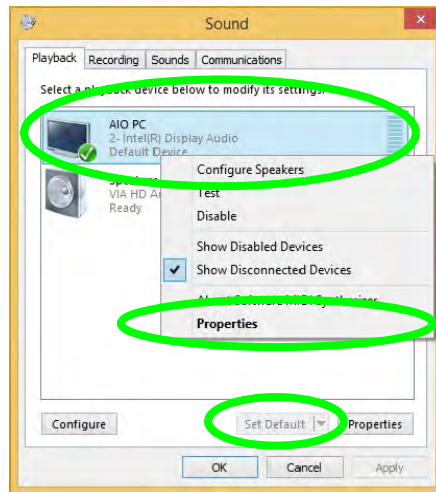 Sound
Playback Recording Sounds Communications
Select a playback device below to modify its settings:
AIO PC
2- Intel(R) Display Audio
Default Device
Configure Speakers
VIA HD
Test
Ready
Disable
Show Disabled Devices
Show Disconnected Devices
Properties
Configure Set Default Properties
OK Cancel Apply